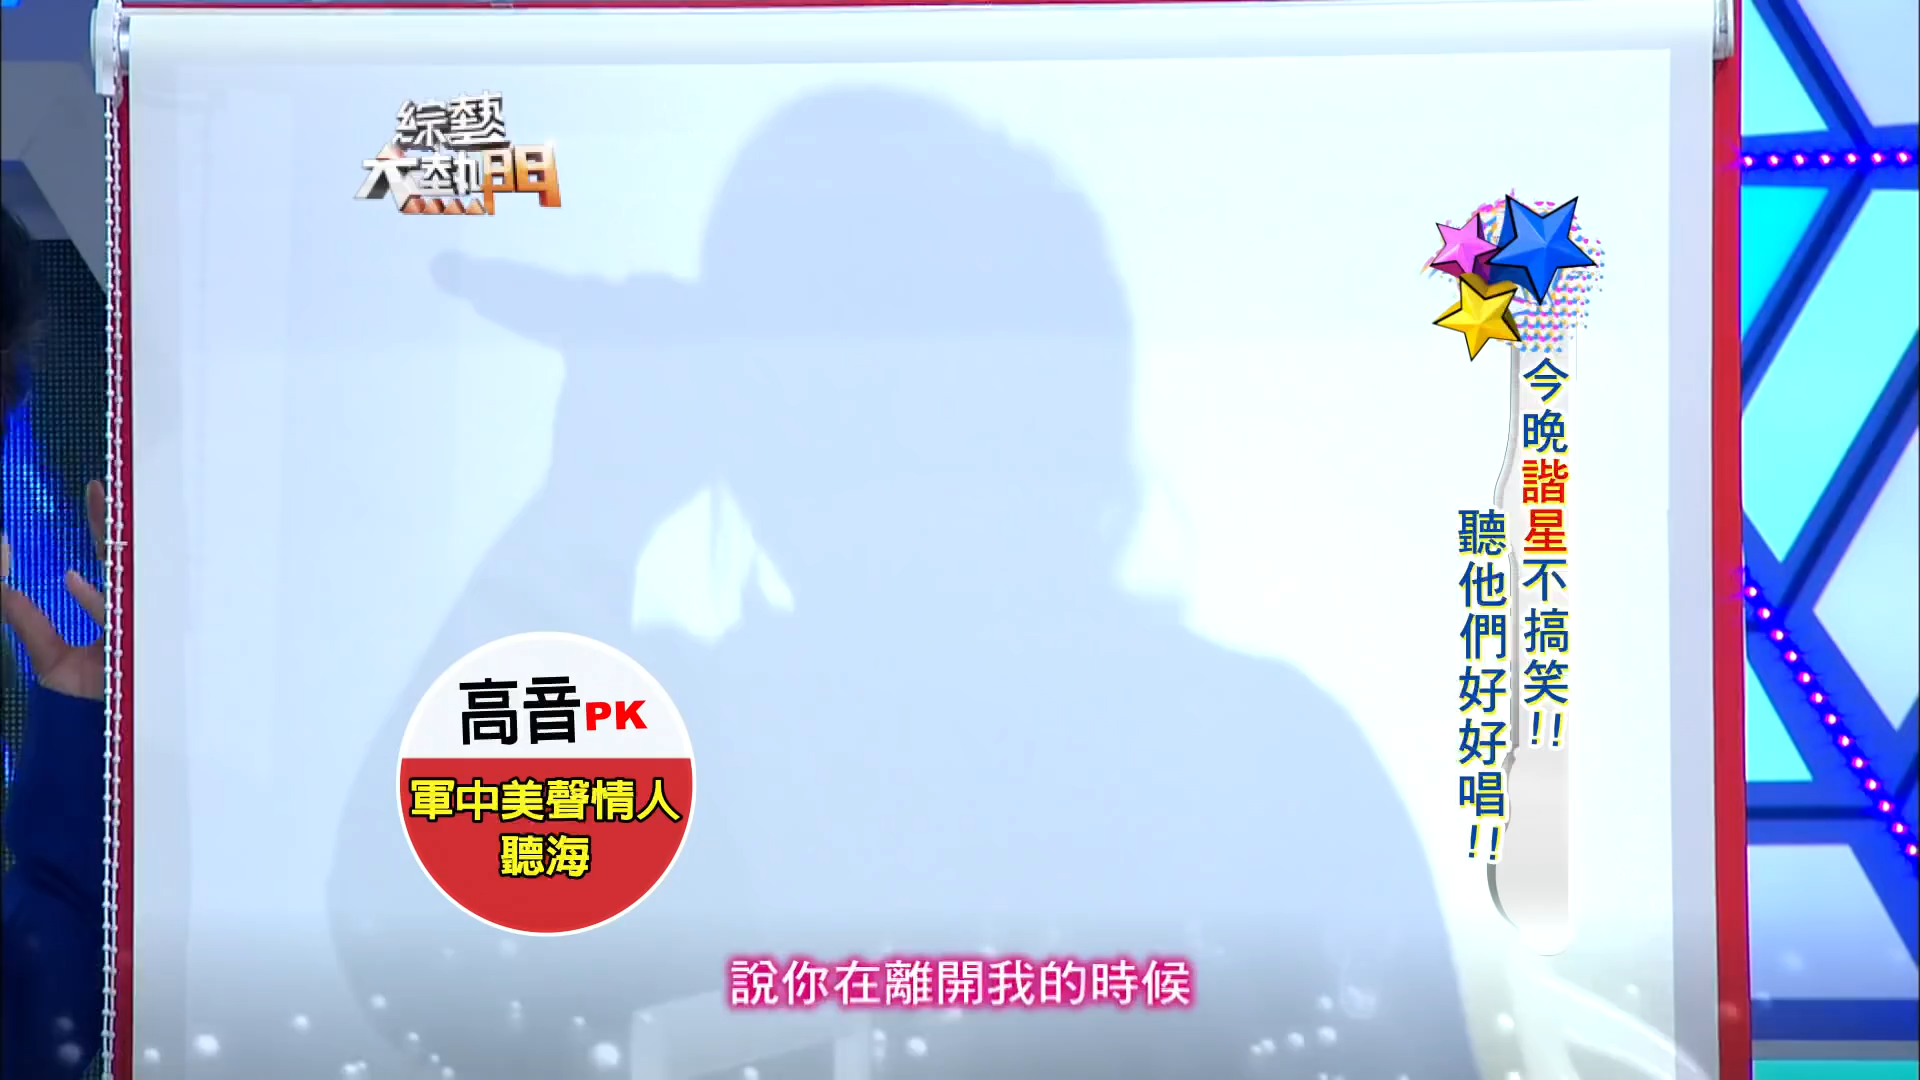 綜藝
大熱門
今晚諧星不搞笑!!
聽他們好好唱!!
高音PK
軍中美聲情人
聽海
說你在離開我的時候